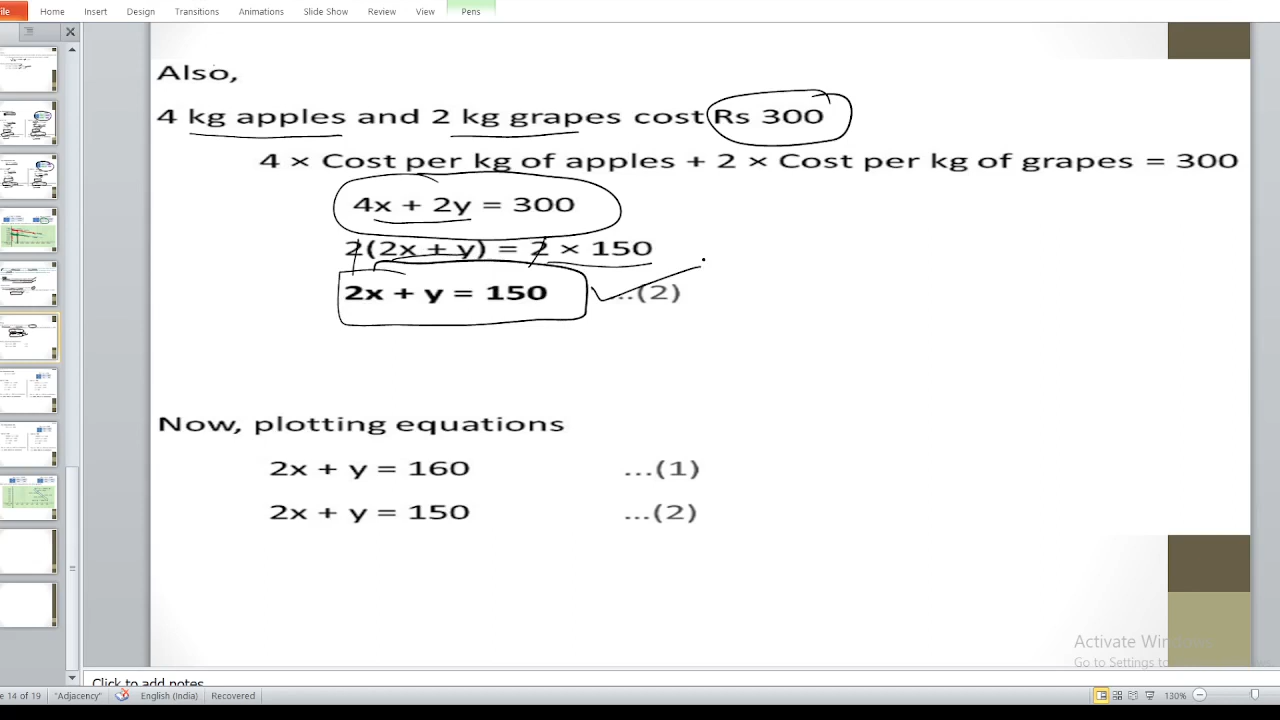 File Home Insert Design Transitions Animations Slide Show Review View Pens
Also,
4 kg apples and 2 kg grapes cost Rs 300
4 × Cost per kg of apples + 2 × Cost per kg of grapes = 300
4x + 2y = 300
2(2x + y) = 2 × 150
2x + y = 150 ...(2)
Now, plotting equations
2x + y = 160 ...(1)
2x + y = 150 ...(2)
Activate Windows
Go to Settings to
Click to add notes
e 14 of 19 "Adjacency" English (India) Recovered 130%